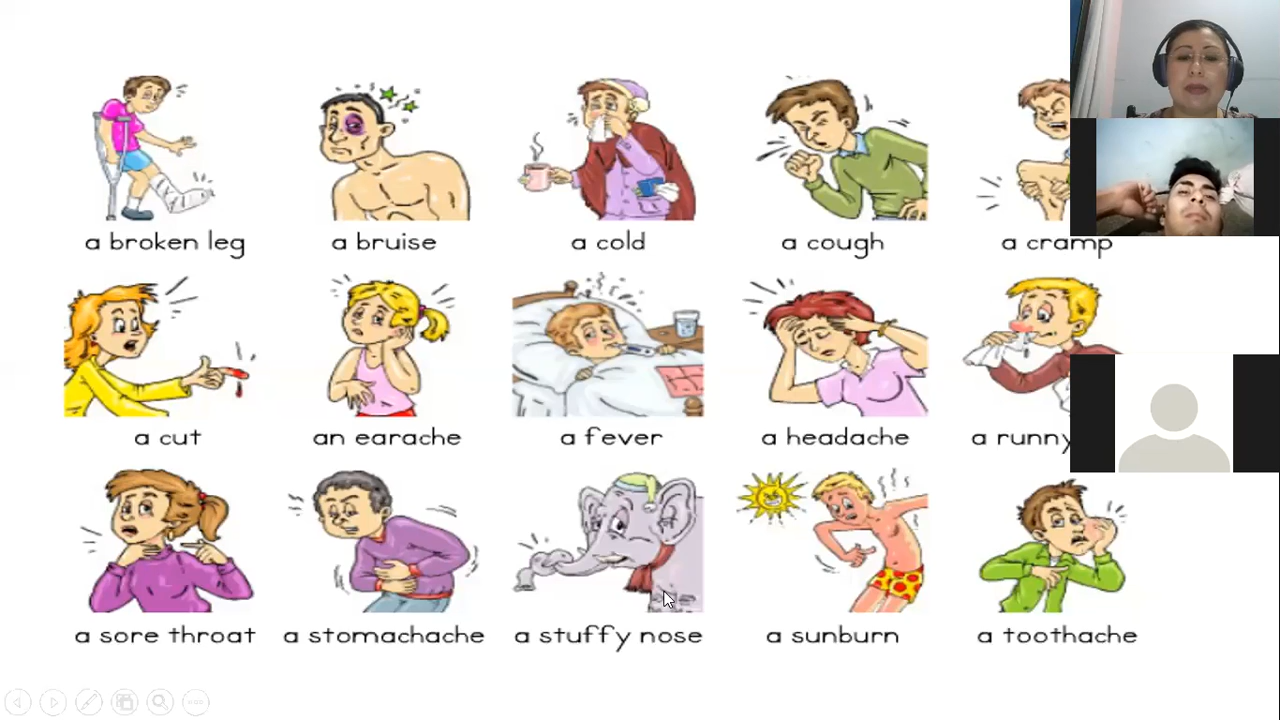 a broken leg
a bruise
a cold
a cough
a cramp
a cut
an earache
a fever
a headache
a runny
a sore throat
a stomachache
a stuffy nose
a sunburn
a toothache